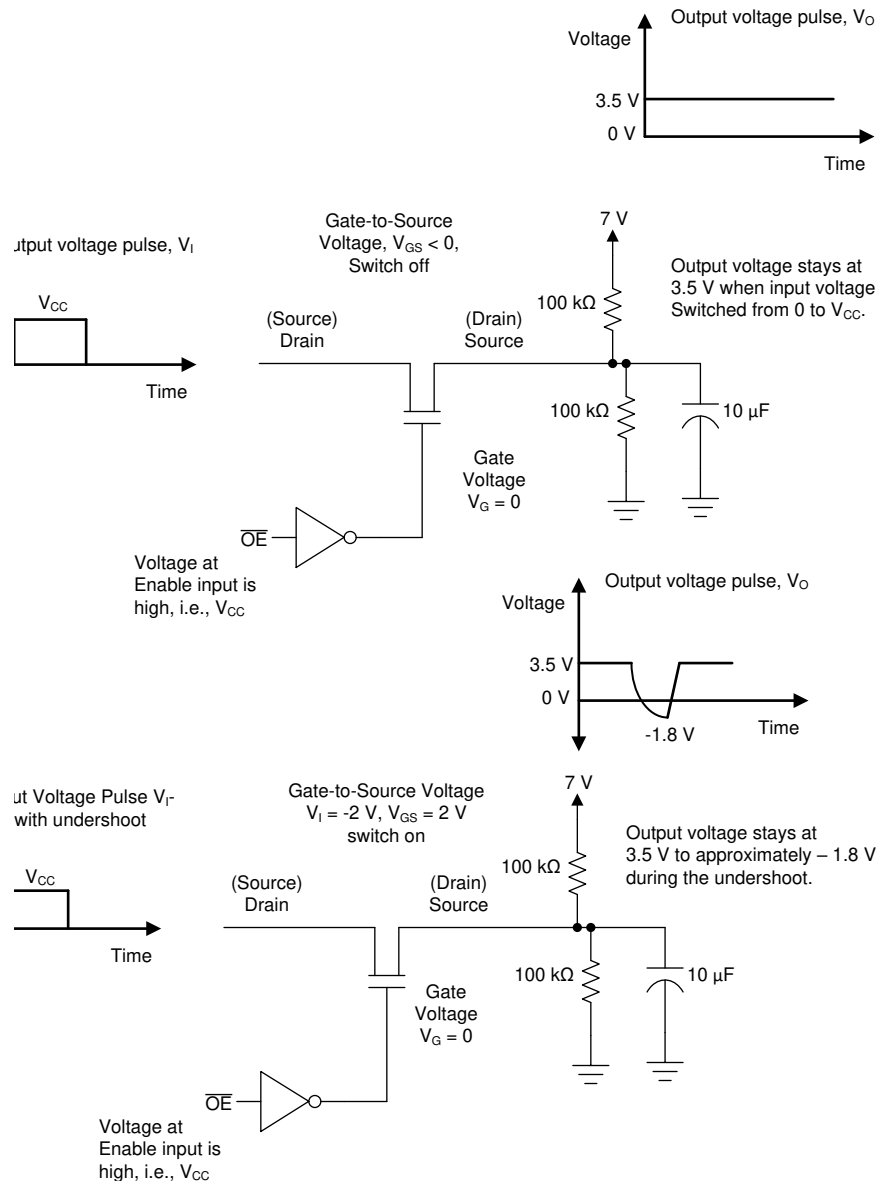 Output voltage pulse, VO
Voltage
3.5 V
0 V
Time
utput voltage pulse, VI
VCC
Time
Gate-to-Source
Voltage, VGS < 0,
Switch off
(Source)
Drain
(Drain)
Source
7 V
100 kΩ
100 kΩ
10 µF
Output voltage stays at
3.5 V when input voltage
Switched from 0 to VCC.
Gate
Voltage
VG = 0
OE
Voltage at
Enable input is
high, i.e., VCC
Output voltage pulse, VO
Voltage
3.5 V
0 V
-1.8 V
Time
ut Voltage Pulse VI-
with undershoot
VCC
Time
Gate-to-Source Voltage
VI = -2 V, VGS = 2 V
switch on
(Source)
Drain
(Drain)
Source
7 V
100 kΩ
100 kΩ
10 µF
Output voltage stays at
3.5 V to approximately – 1.8 V
during the undershoot.
Gate
Voltage
VG = 0
OE
Voltage at
Enable input is
high, i.e., VCC